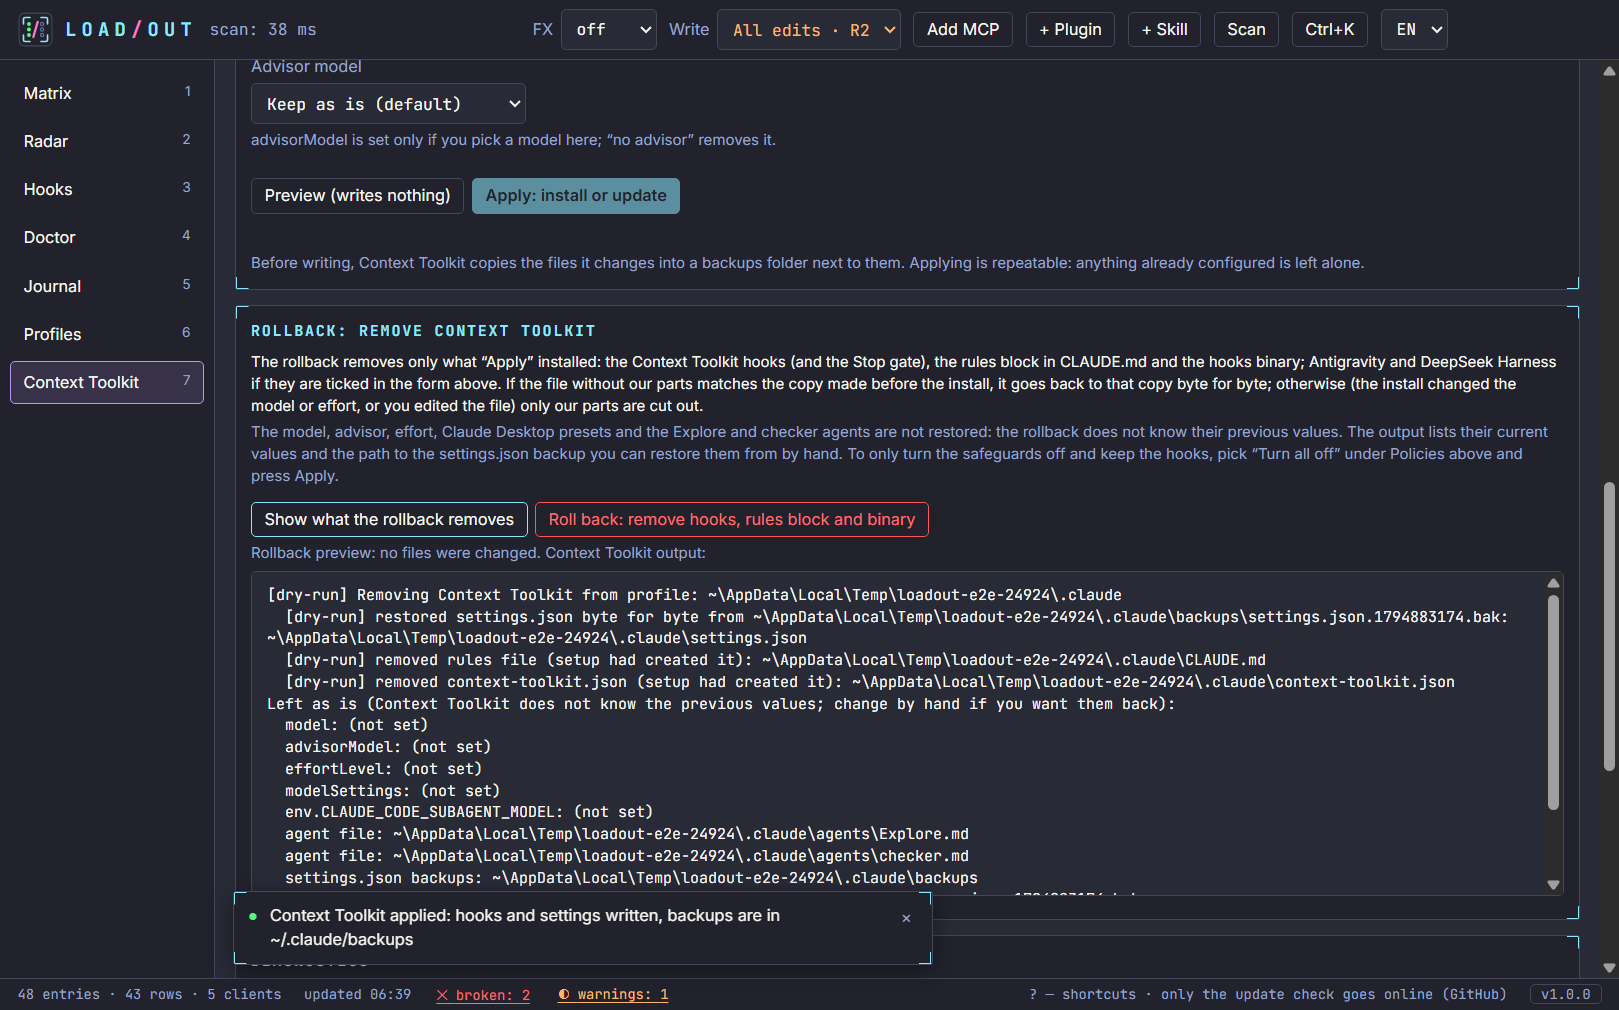 LOAD/OUT scan: 38 ms FX off Write All edits · R2 Add MCP + Plugin + Skill Scan Ctrl+K EN
Matrix 1
Radar 2
Hooks 3
Doctor 4
Journal 5
Profiles 6
Context Toolkit 7
Advisor model
Keep as is (default)
advisorModel is set only if you pick a model here; “no advisor” removes it.
Preview (writes nothing) Apply: install or update
Before writing, Context Toolkit copies the files it changes into a backups folder next to them. Applying is repeatable: anything already configured is left alone.
ROLLBACK: REMOVE CONTEXT TOOLKIT
The rollback removes only what “Apply” installed: the Context Toolkit hooks (and the Stop gate), the rules block in CLAUDE.md and the hooks binary; Antigravity and DeepSeek Harness
if they are ticked in the form above. If the file without our parts matches the copy made before the install, it goes back to that copy byte for byte; otherwise (the install changed the
model or effort, or you edited the file) only our parts are cut out.
The model, advisor, effort, Claude Desktop presets and the Explore and checker agents are not restored: the rollback does not know their previous values. The output lists their current
values and the path to the settings.json backup you can restore them from by hand. To only turn the safeguards off and keep the hooks, pick “Turn all off” under Policies above and
press Apply.
Show what the rollback removes Roll back: remove hooks, rules block and binary
Rollback preview: no files were changed. Context Toolkit output:
[dry-run] Removing Context Toolkit from profile: ~\AppData\Local\Temp\loadout-e2e-24924\.claude
[dry-run] restored settings.json byte for byte from ~\AppData\Local\Temp\loadout-e2e-24924\.claude\backups\settings.json.1794883174.bak:
~\AppData\Local\Temp\loadout-e2e-24924\.claude\settings.json
[dry-run] removed rules file (setup had created it): ~\AppData\Local\Temp\loadout-e2e-24924\.claude\CLAUDE.md
[dry-run] removed context-toolkit.json (setup had created it): ~\AppData\Local\Temp\loadout-e2e-24924\.claude\context-toolkit.json
Left as is (Context Toolkit does not know the previous values; change by hand if you want them back):
model: (not set)
advisorModel: (not set)
effortLevel: (not set)
modelSettings: (not set)
env.CLAUDE_CODE_SUBAGENT_MODEL: (not set)
agent file: ~\AppData\Local\Temp\loadout-e2e-24924\.claude\agents\Explore.md
agent file: ~\AppData\Local\Temp\loadout-e2e-24924\.claude\agents\checker.md
settings.json backups: ~\AppData\Local\Temp\loadout-e2e-24924\.claude\backups
Context Toolkit applied: hooks and settings written, backups are in
~/.claude/backups
×
48 entries · 43 rows · 5 clients updated 06:39 broken: 2 warnings: 1 ? — shortcuts · only the update check goes online (GitHub) v1.0.0